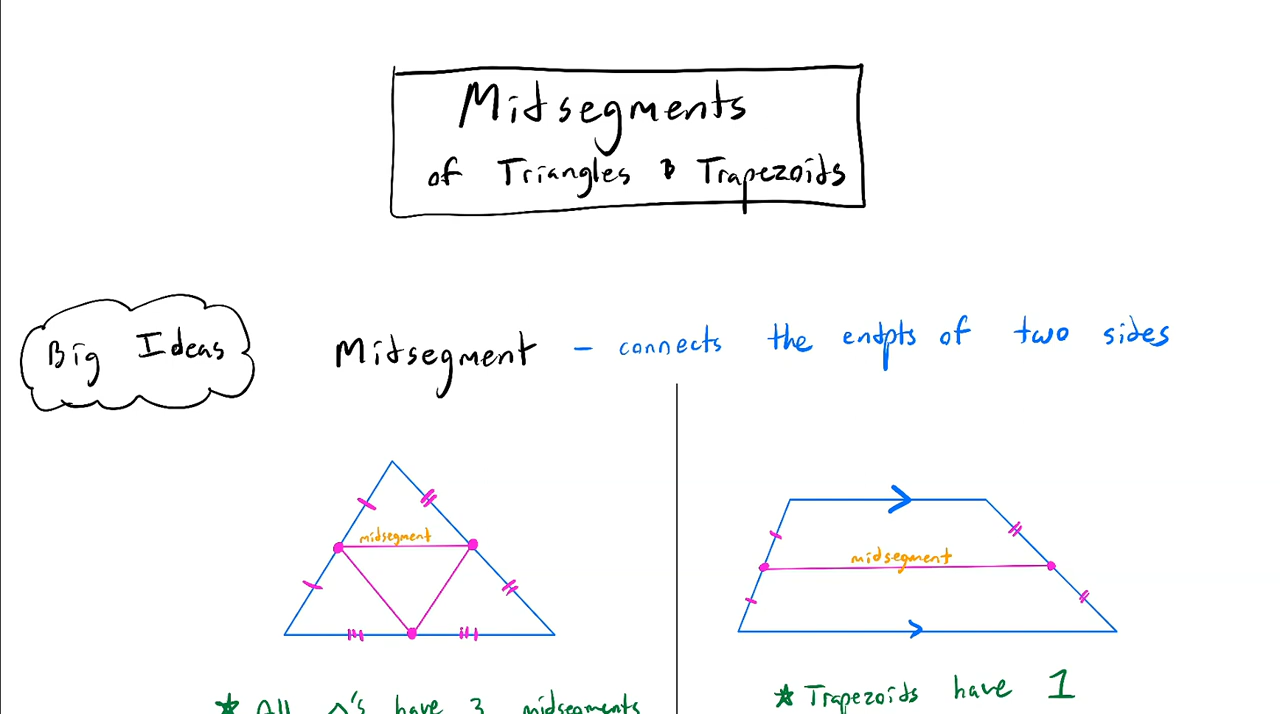 Midsegments
of Triangles & Trapezoids
Big Ideas
Midsegment - connects the endpts of two sides
midsegment
midsegment
* All △'s have 3 midsegments
* Trapezoids have 1